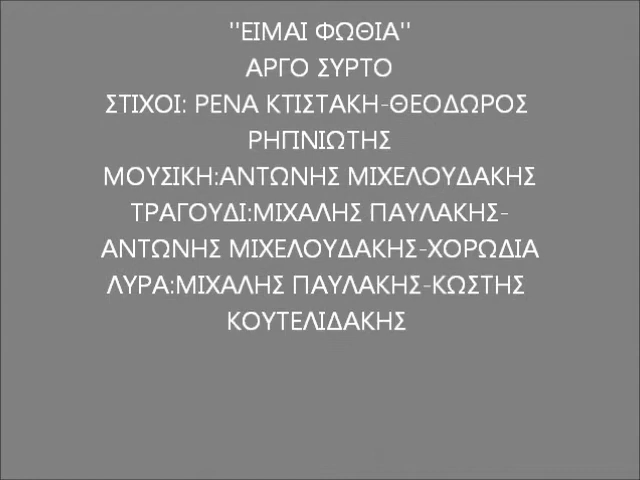 ''ΕΙΜΑΙ ΦΩΘΙΑ''
ΑΡΓΟ ΣΥΡΤΟ
ΣΤΙΧΟΙ: ΡΕΝΑ ΚΤΙΣΤΑΚΗ-ΘΕΟΔΩΡΟΣ
ΡΗΓΙΝΙΩΤΗΣ
ΜΟΥΣΙΚΗ:ΑΝΤΩΝΗΣ ΜΙΧΕΛΟΥΔΑΚΗΣ
ΤΡΑΓΟΥΔΙ:ΜΙΧΑΛΗΣ ΠΑΥΛΑΚΗΣ-
ΑΝΤΩΝΗΣ ΜΙΧΕΛΟΥΔΑΚΗΣ-ΧΟΡΩΔΙΑ
ΛΥΡΑ:ΜΙΧΑΛΗΣ ΠΑΥΛΑΚΗΣ-ΚΩΣΤΗΣ
ΚΟΥΤΕΛΙΔΑΚΗΣ